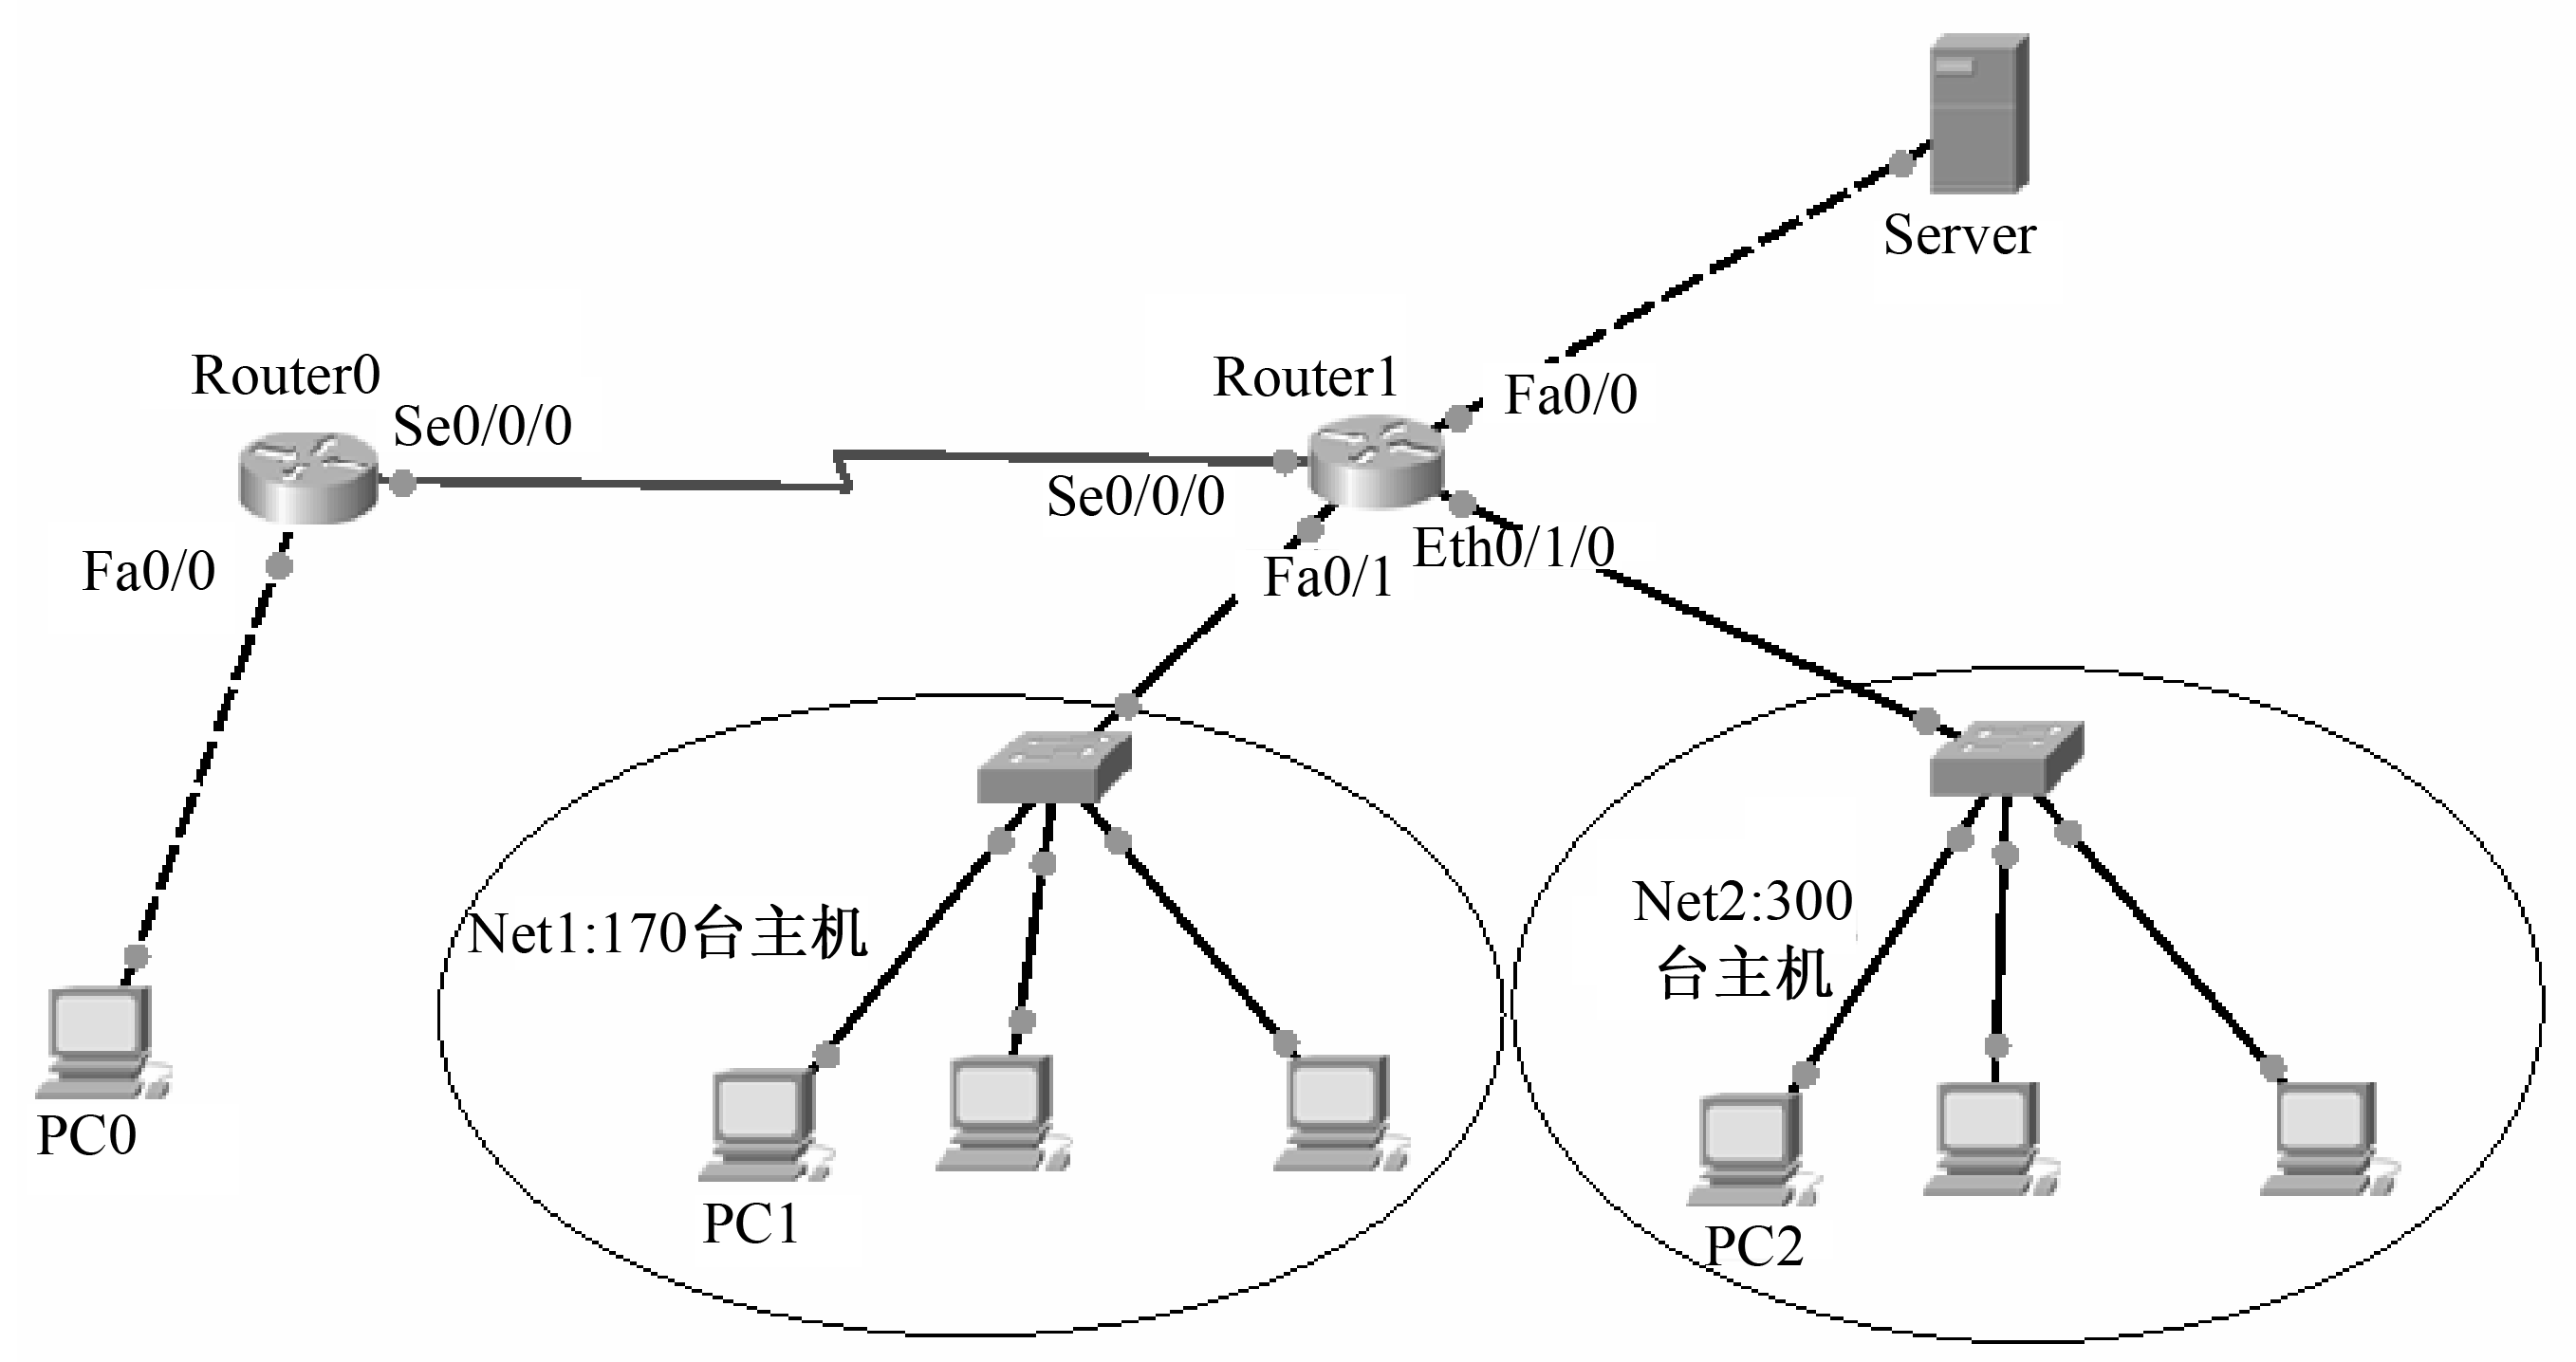 Server
Router0
Router1
Fa0/0
Se0/0/0
Se0/0/0
Fa0/0
Fa0/1
Eth0/1/0
Net1:170台主机
Net2:300
台主机
PC0
PC1
PC2